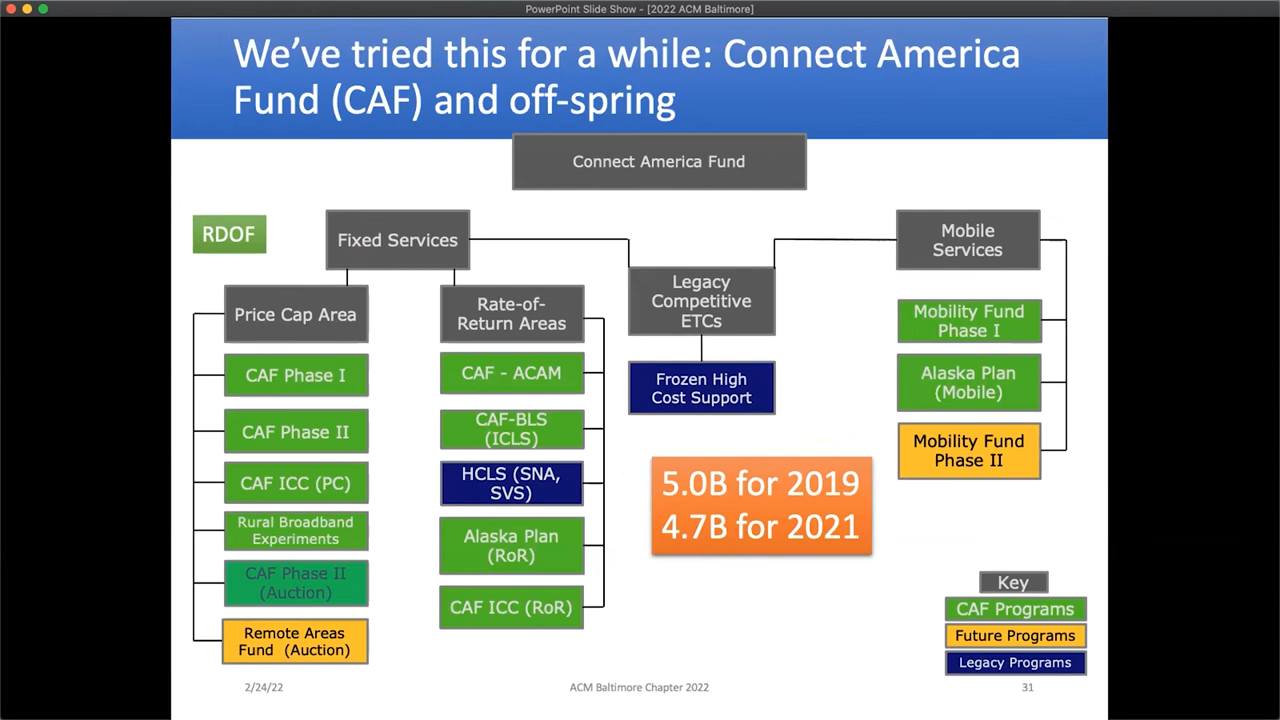 PowerPoint Slide Show - [2022 ACM Baltimore]
We’ve tried this for a while: Connect America
Fund (CAF) and off-spring
Connect America Fund
RDOF
Fixed Services
Mobile
Services
Legacy
Competitive
ETCs
Price Cap Area
Rate-of-
Return Areas
Frozen High
Cost Support
CAF Phase I
CAF Phase II
CAF ICC (PC)
Rural Broadband
Experiments
CAF Phase II
(Auction)
Remote Areas
Fund (Auction)
CAF - ACAM
CAF-BLS
(ICLS)
HCLS (SNA,
SVS)
Alaska Plan
(RoR)
CAF ICC (RoR)
Mobility Fund
Phase I
Alaska Plan
(Mobile)
Mobility Fund
Phase II
5.0B for 2019
4.7B for 2021
Key
CAF Programs
Future Programs
Legacy Programs
2/24/22
ACM Baltimore Chapter 2022
31